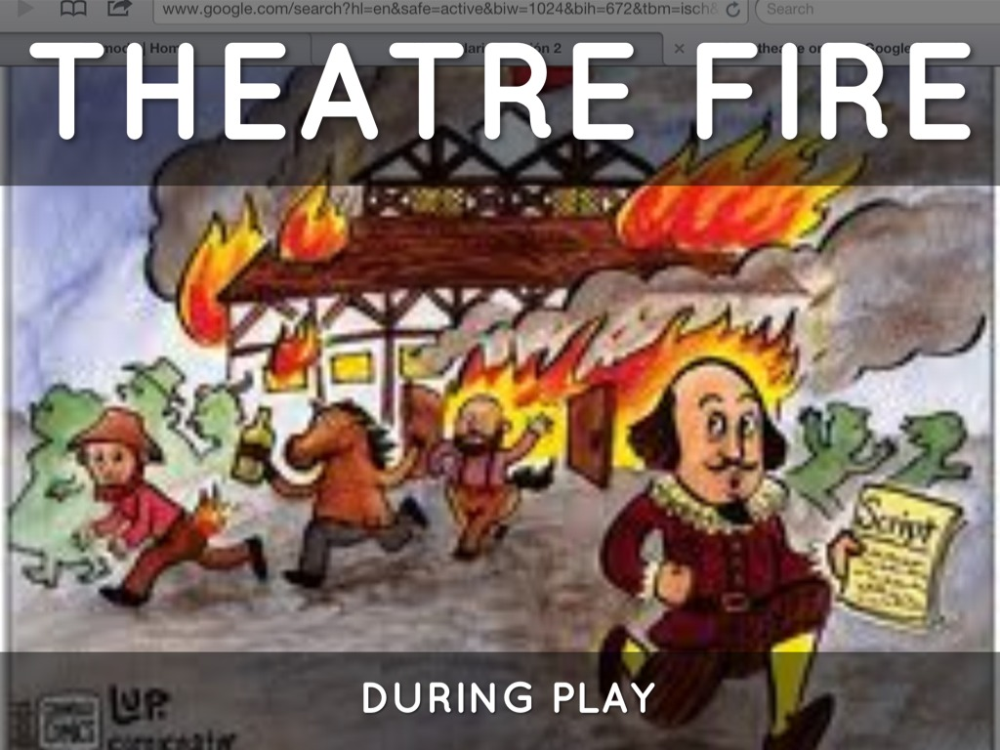 www.google.com/search?hl=en&safe=active&biw=1024&bih=672&tbm=isch&
Search
THEATRE FIRE
Script
DURING PLAY
COMICS